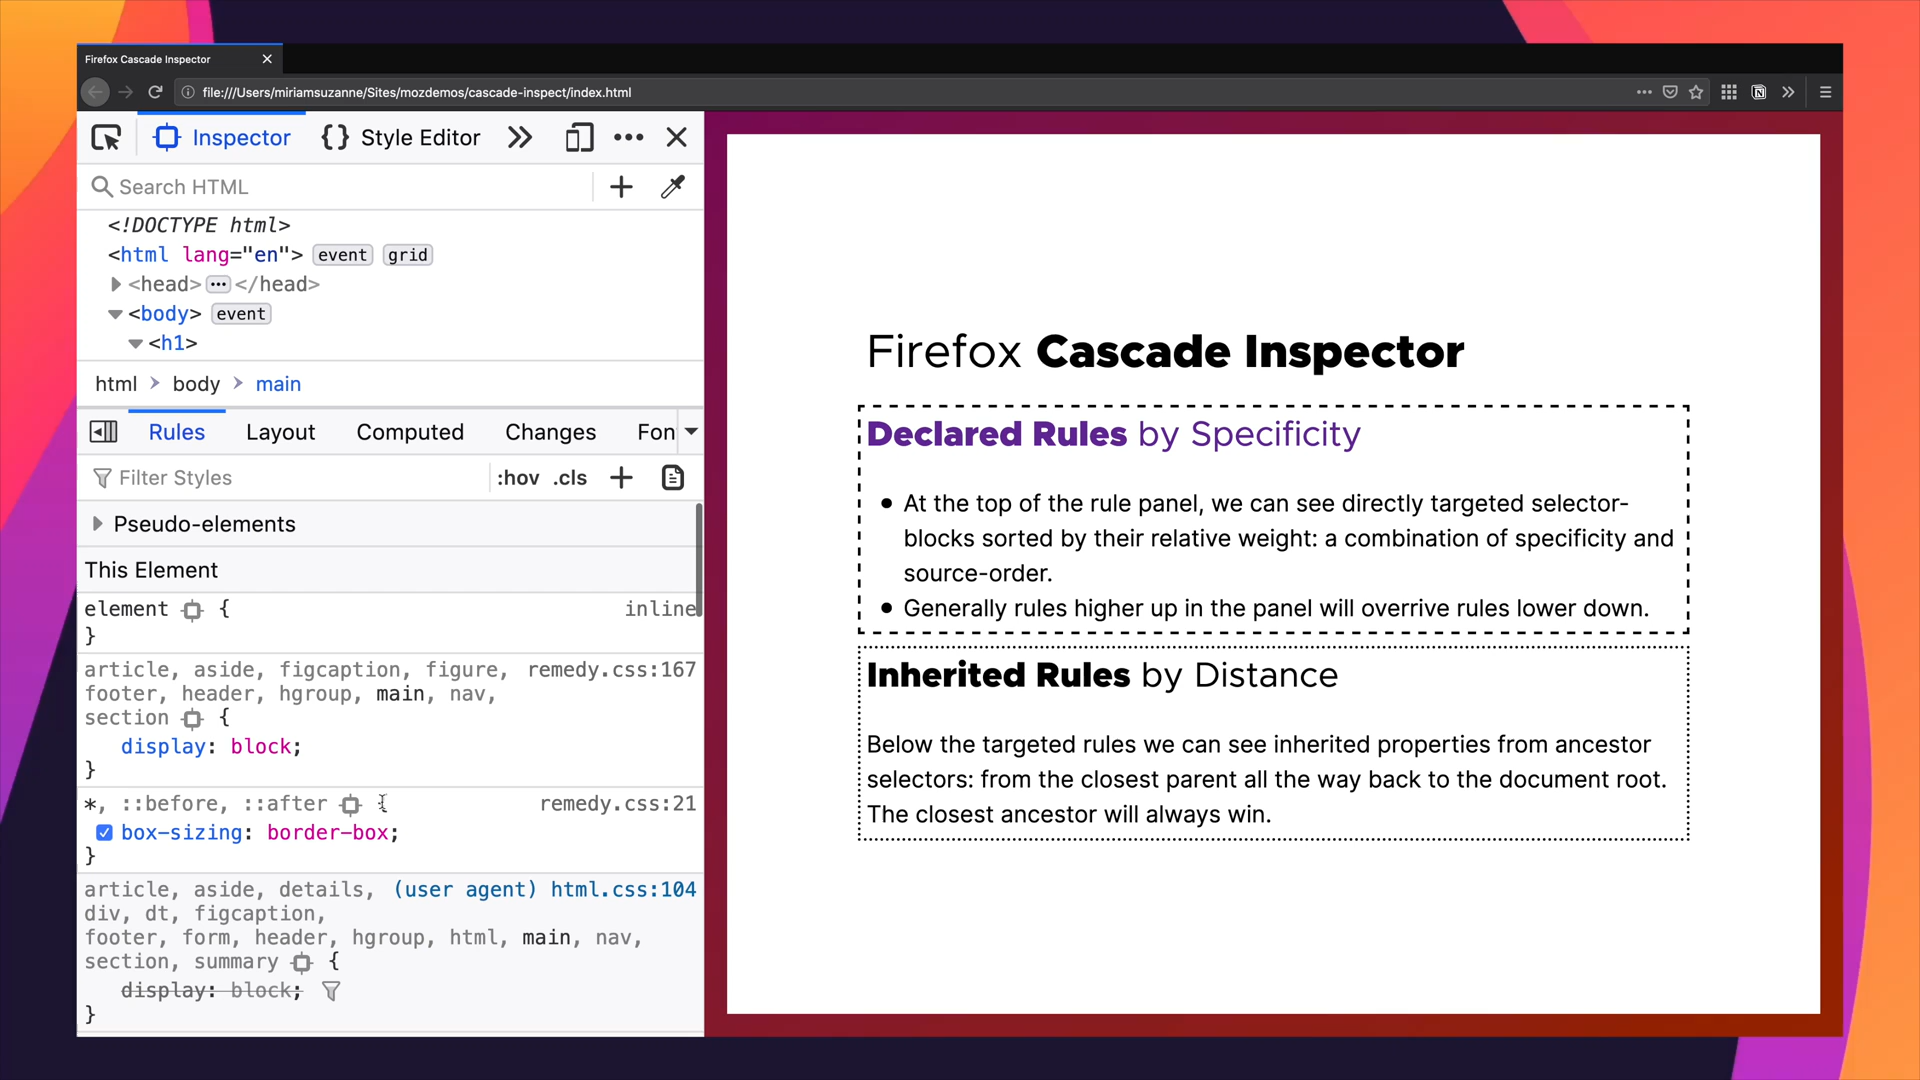 Firefox Cascade Inspector
file:///Users/miriamsuzanne/Sites/mozdemos/cascade-inspect/index.html
Inspector {} Style Editor
Search HTML
<!DOCTYPE html>
<html lang="en"> event grid
<head> ••• </head>
<body> event
<h1>
html > body > main
Rules Layout Computed Changes Fon
Filter Styles :hov .cls +
Pseudo-elements
This Element
element { inline
}
article, aside, figcaption, figure, remedy.css:167
footer, header, hgroup, main, nav,
section {
display: block;
}
*, ::before, ::after { remedy.css:21
box-sizing: border-box;
}
article, aside, details, (user agent) html.css:104
div, dt, figcaption,
footer, form, header, hgroup, html, main, nav,
section, summary {
display: block;
}
Firefox Cascade Inspector
Declared Rules by Specificity
• At the top of the rule panel, we can see directly targeted selector-
blocks sorted by their relative weight: a combination of specificity and
source-order.
• Generally rules higher up in the panel will overrive rules lower down.
Inherited Rules by Distance
Below the targeted rules we can see inherited properties from ancestor
selectors: from the closest parent all the way back to the document root.
The closest ancestor will always win.